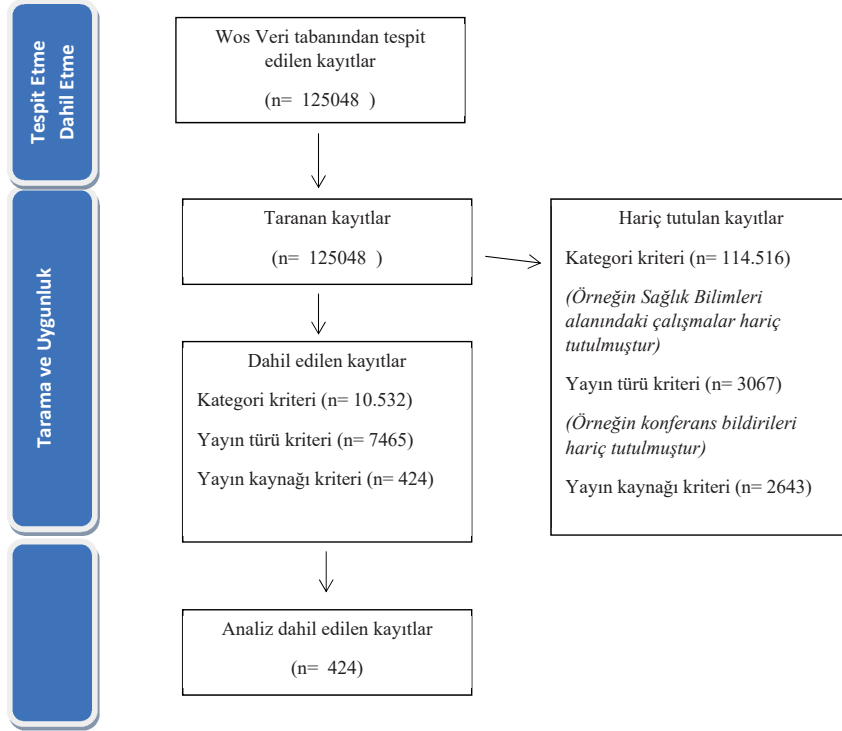 Tespit Etme
Dahil Etme
Wos Veri tabanından tespit
edilen kayıtlar
(n=  125048  )
Tarama ve Uygunluk
Taranan kayıtlar
(n=  125048  )
Hariç tutulan kayıtlar
Kategori kriteri (n= 114.516)
(Örneğin Sağlık Bilimleri
alanındaki çalışmalar hariç
tutulmuştur)
Yayın türü kriteri (n= 3067)
(Örneğin konferans bildirileri
hariç tutulmuştur)
Yayın kaynağı kriteri (n= 2643)
Dahil edilen kayıtlar
Kategori kriteri (n= 10.532)
Yayın türü kriteri (n= 7465)
Yayın kaynağı kriteri (n= 424)
Analiz dahil edilen kayıtlar
(n=  424)